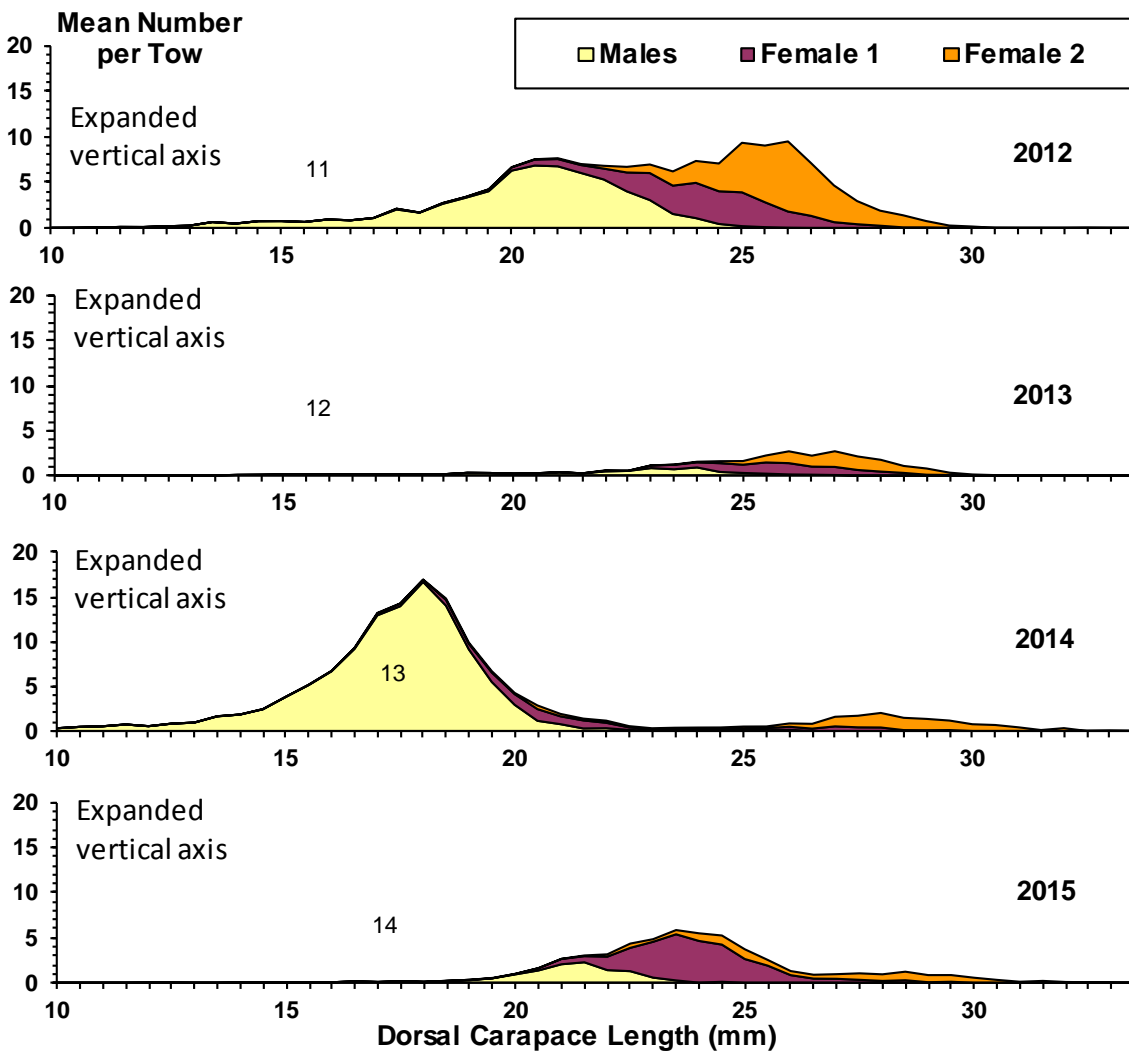 Mean Number
per Tow
Males Female 1 Female 2
20
15
10
5
0
Expanded
vertical axis
11
2012
10 15 20 25 30
20
15
10
5
0
Expanded
vertical axis
12
2013
10 15 20 25 30
20
15
10
5
0
Expanded
vertical axis
13
2014
10 15 20 25 30
20
15
10
5
0
Expanded
vertical axis
14
2015
10 15 20 25 30
Dorsal Carapace Length (mm)